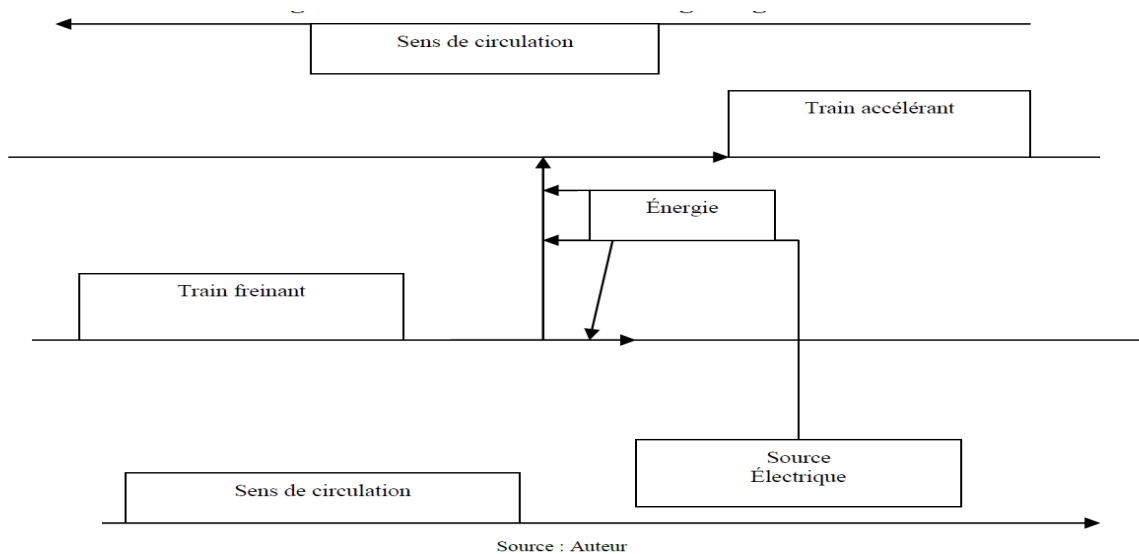 Sens de circulation
Train accélérant
Énergie
Train freinant
Source
Électrique
Sens de circulation
Source : Auteur